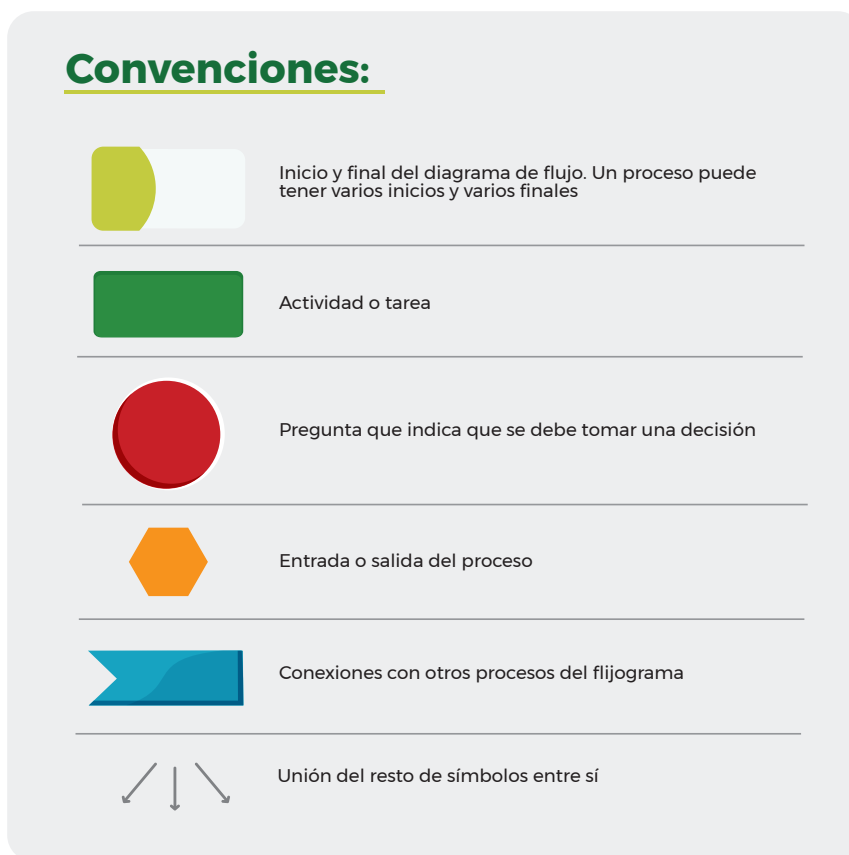 Convenciones:
Inicio y final del diagrama de flujo. Un proceso puede
tener varios inicios y varios finales
Actividad o tarea
Pregunta que indica que se debe tomar una decisión
Entrada o salida del proceso
Conexiones con otros procesos del flijograma
Unión del resto de símbolos entre sí